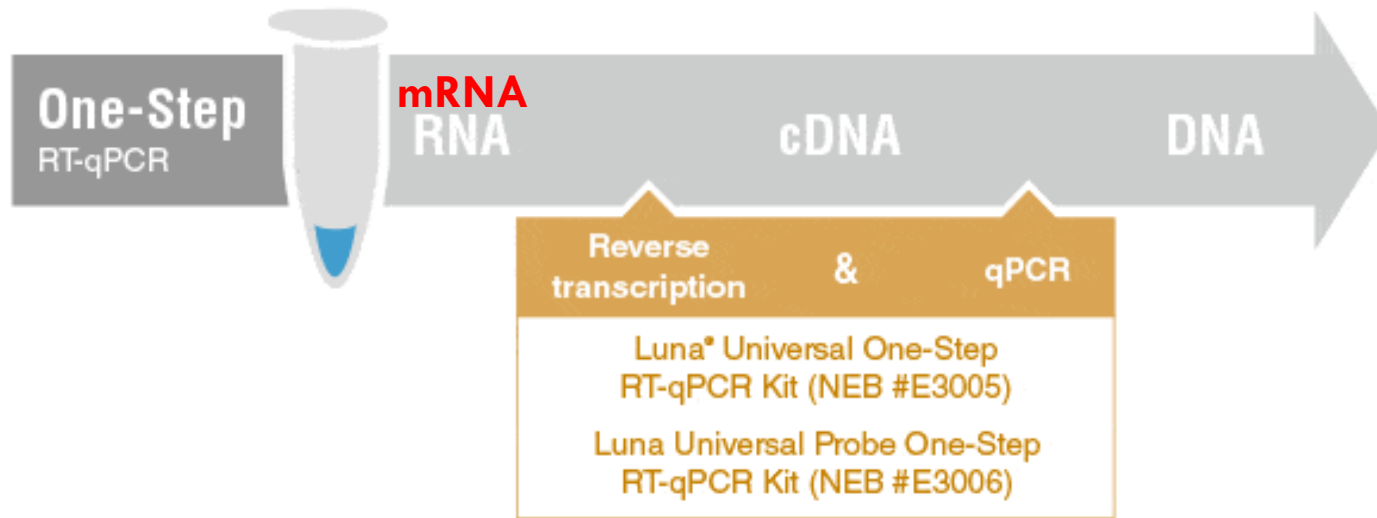 One-Step
RT-qPCR
mRNA
RNA
cDNA
DNA
Reverse
transcription
&
qPCR
Luna® Universal One-Step
RT-qPCR Kit (NEB #E3005)
Luna Universal Probe One-Step
RT-qPCR Kit (NEB #E3006)